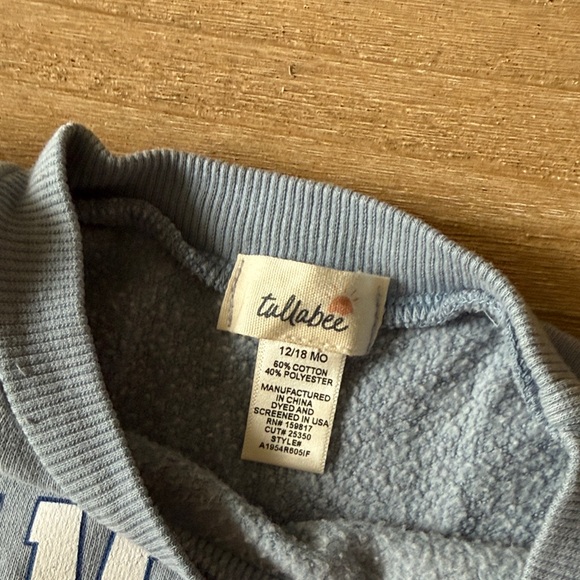 tullabee
12/18 MO
60% COTTON
40% POLYESTER
MANUFACTURED
IN CHINA
DYED AND
SCREENED IN USA
RN# 159817
CUT# 25350
STYLE#
A1954R605IF